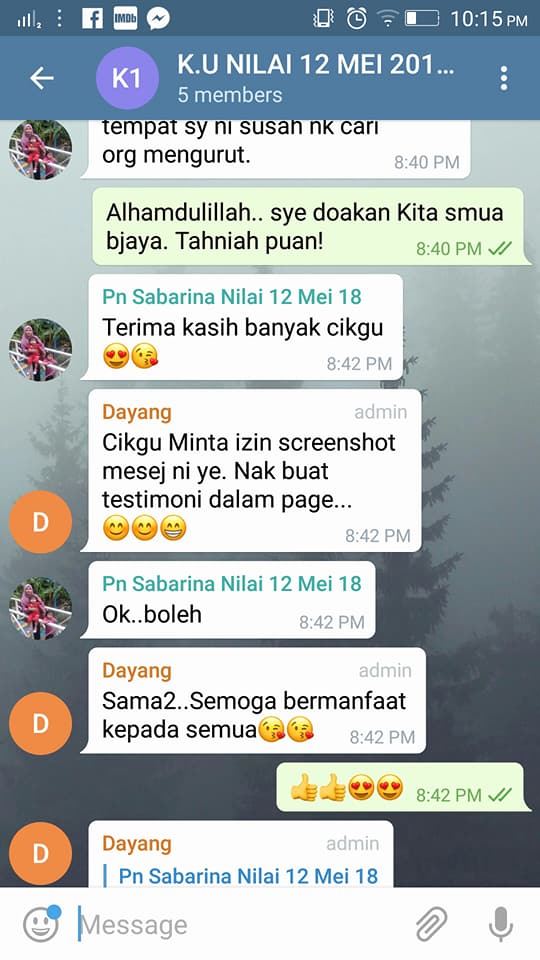 10:15 PM
IMDb
K1
K.U NILAI 12 MEI 201...
5 members
tempat sy ni susah nk cari
org mengurut.
8:40 PM
Alhamdulillah.. sye doakan Kita smua
bjaya. Tahniah puan!
8:40 PM
Pn Sabarina Nilai 12 Mei 18
Terima kasih banyak cikgu
😍😘
8:42 PM
Dayang admin
Cikgu Minta izin screenshot
mesej ni ye. Nak buat
testimoni dalam page...
😊😊😁
8:42 PM
D
Pn Sabarina Nilai 12 Mei 18
Ok..boleh
8:42 PM
Dayang admin
Sama2..Semoga bermanfaat
kepada semua😘😘
8:42 PM
D
👍👍😍😍 8:42 PM
Dayang admin
D
Pn Sabarina Nilai 12 Mei 18
Message